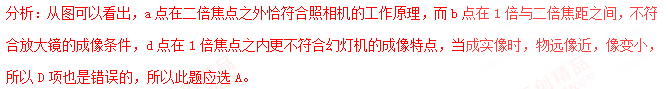 分析：从图可以看出，a 点在二倍焦点之外恰符合照相机的工作原理，而 b 点在 1 倍与二倍焦距之间，不符
合放大镜的成像条件，d 点在 1 倍焦点之内更不符合幻灯机的成像特点，当成实像时，物远像近，像变小，
所以 D 项也是错误的，所以此题应选 A。